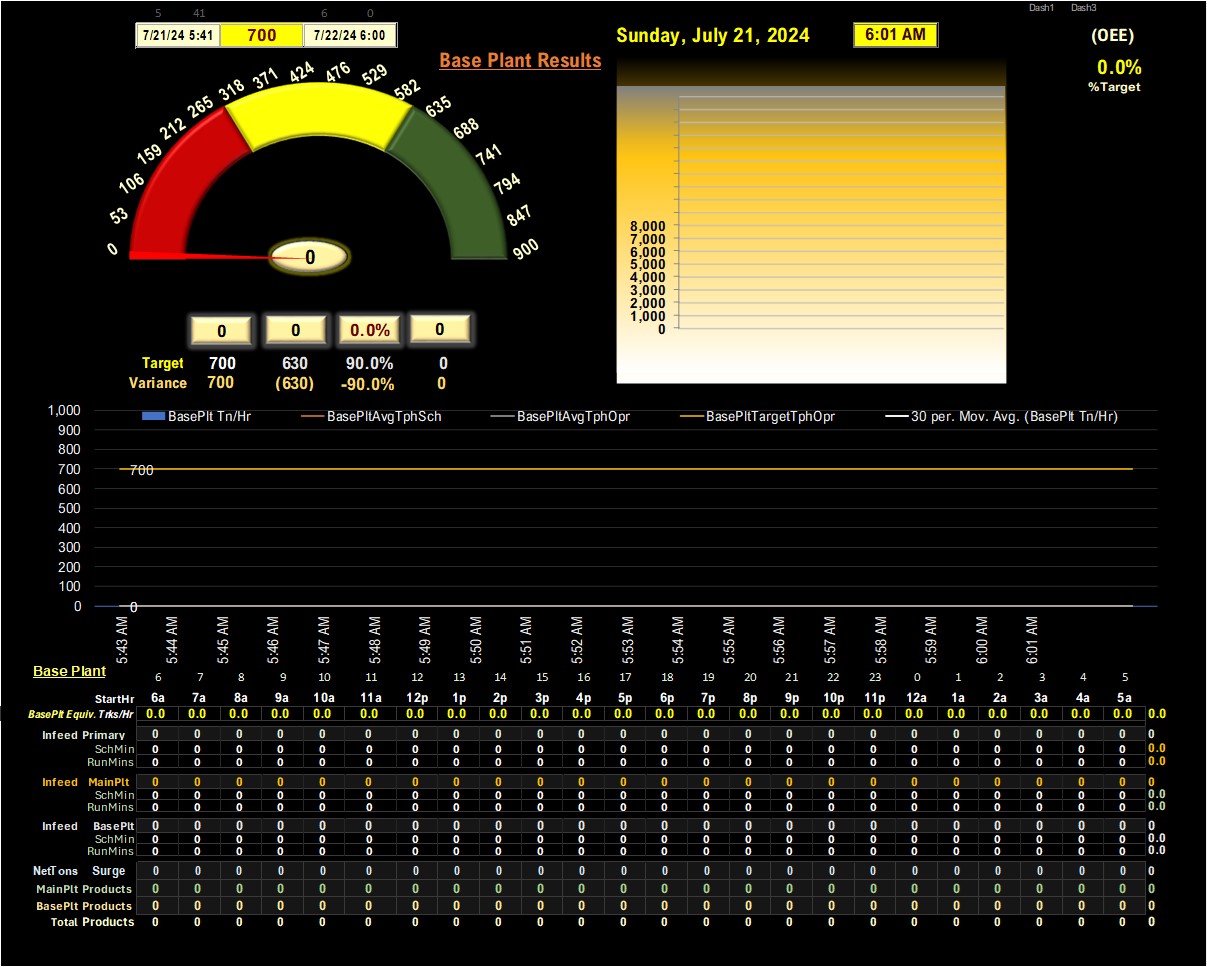 Dash1 Dash3
5 41 6 0
7/21/24 5:41 700 7/22/24 6:00
Sunday, July 21, 2024 6:01 AM (OEE)
Base Plant Results
0.0%
%Target
0 53 106 159 212 265 318 371 424 476 529 582 635 688 741 794 847 900
0
8,000
7,000
6,000
5,000
4,000
3,000
2,000
1,000
0
0 0 0.0% 0
Target 700 630 90.0% 0
Variance 700 (630) -90.0% 0
BasePlt Tn/Hr BasePltAvgTphSch BasePltAvgTphOpr BasePltTargetTphOpr 30 per. Mov. Avg. (BasePlt Tn/Hr)
1,000
900
800
700 700
600
500
400
300
200
100
0 0
5:43 AM 5:44 AM 5:45 AM 5:46 AM 5:47 AM 5:48 AM 5:49 AM 5:50 AM 5:51 AM 5:52 AM 5:53 AM 5:54 AM 5:55 AM 5:56 AM 5:57 AM 5:58 AM 5:59 AM 6:00 AM 6:01 AM
Base Plant
6 7 8 9 10 11 12 13 14 15 16 17 18 19 20 21 22 23 0 1 2 3 4 5
StartHr 6a 7a 8a 9a 10a 11a 12p 1p 2p 3p 4p 5p 6p 7p 8p 9p 10p 11p 12a 1a 2a 3a 4a 5a
BasePlt Equiv. Trks/Hr 0.0 0.0 0.0 0.0 0.0 0.0 0.0 0.0 0.0 0.0 0.0 0.0 0.0 0.0 0.0 0.0 0.0 0.0 0.0 0.0 0.0 0.0 0.0 0.0 0.0
Infeed Primary 0 0 0 0 0 0 0 0 0 0 0 0 0 0 0 0 0 0 0 0 0 0 0 0 0
SchMin 0 0 0 0 0 0 0 0 0 0 0 0 0 0 0 0 0 0 0 0 0 0 0 0 0.0
RunMins 0 0 0 0 0 0 0 0 0 0 0 0 0 0 0 0 0 0 0 0 0 0 0 0 0.0
Infeed MainPlt 0 0 0 0 0 0 0 0 0 0 0 0 0 0 0 0 0 0 0 0 0 0 0 0 0
SchMin 0 0 0 0 0 0 0 0 0 0 0 0 0 0 0 0 0 0 0 0 0 0 0 0 0.0
RunMins 0 0 0 0 0 0 0 0 0 0 0 0 0 0 0 0 0 0 0 0 0 0 0 0 0.0
Infeed BasePlt 0 0 0 0 0 0 0 0 0 0 0 0 0 0 0 0 0 0 0 0 0 0 0 0 0
SchMin 0 0 0 0 0 0 0 0 0 0 0 0 0 0 0 0 0 0 0 0 0 0 0 0 0.0
RunMins 0 0 0 0 0 0 0 0 0 0 0 0 0 0 0 0 0 0 0 0 0 0 0 0 0.0
NetTons Surge 0 0 0 0 0 0 0 0 0 0 0 0 0 0 0 0 0 0 0 0 0 0 0 0 0
MainPlt Products 0 0 0 0 0 0 0 0 0 0 0 0 0 0 0 0 0 0 0 0 0 0 0 0 0
BasePlt Products 0 0 0 0 0 0 0 0 0 0 0 0 0 0 0 0 0 0 0 0 0 0 0 0 0
Total Products 0 0 0 0 0 0 0 0 0 0 0 0 0 0 0 0 0 0 0 0 0 0 0 0 0